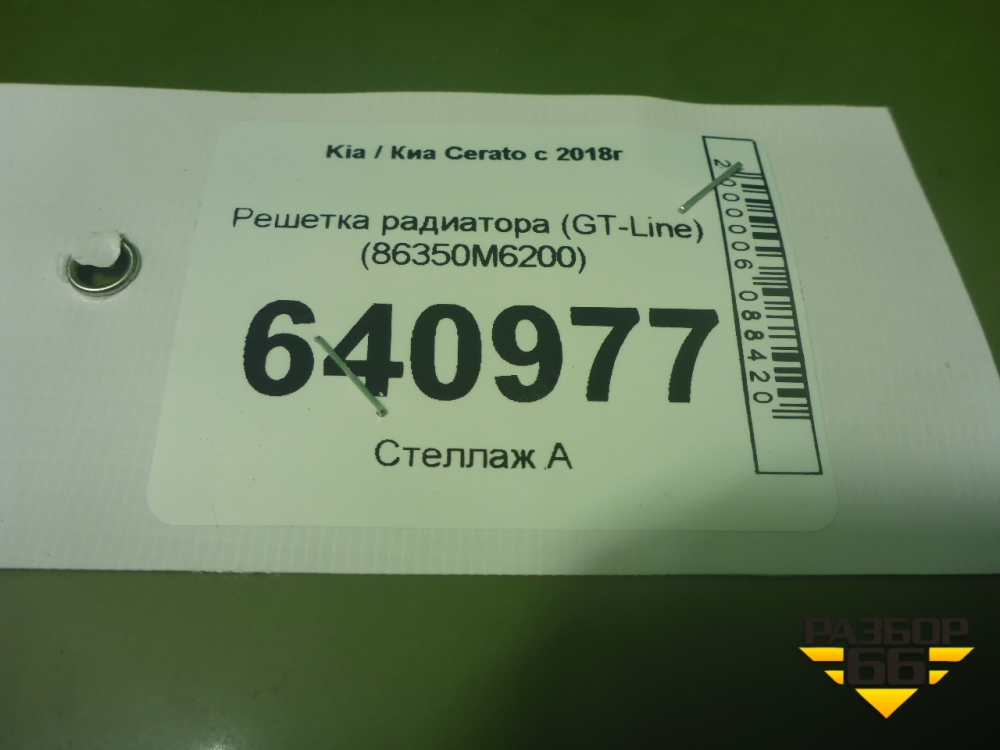 Kia / Киа Cerato с 2018г
Решетка радиатора (GT-Line)
(86350M6200)
640977
Стеллаж А
2000006088420
РАЗБОР
66